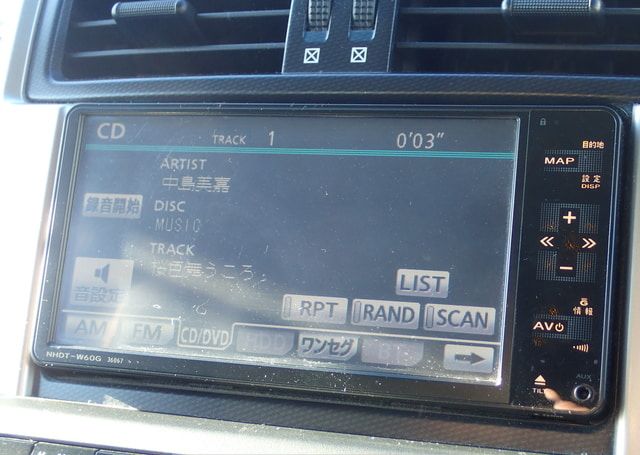 CD
TRACK 1 0'03"
ARTIST
中島美嘉
録音開始
DISC
MUSIC
TRACK
桜色舞うころ
音設定
LIST
RPT RAND SCAN
AM FM CD/DVD ワンセグ
NHDT-W60G 36067
目的地
MAP
設定
DISP
+
−
情報
AV
TILT
AUX